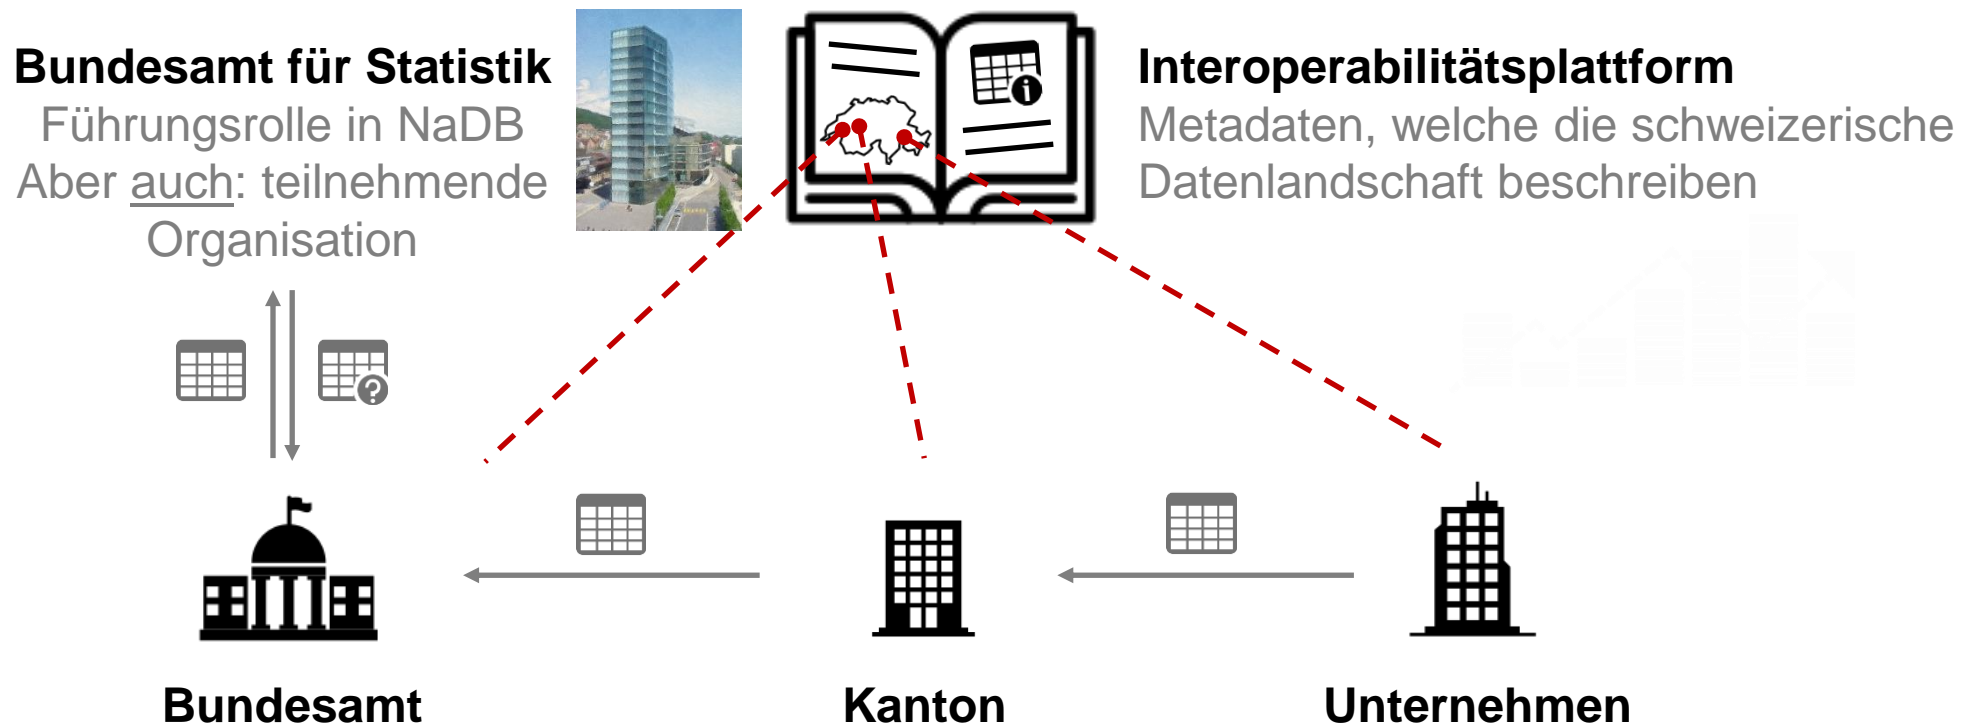 Bundesamt für Statistik
Führungsrolle in NaDB
Aber auch: teilnehmende
Organisation
Interoperabilitätsplattform
Metadaten, welche die schweizerische
Datenlandschaft beschreiben
i
?
Bundesamt
Kanton
Unternehmen